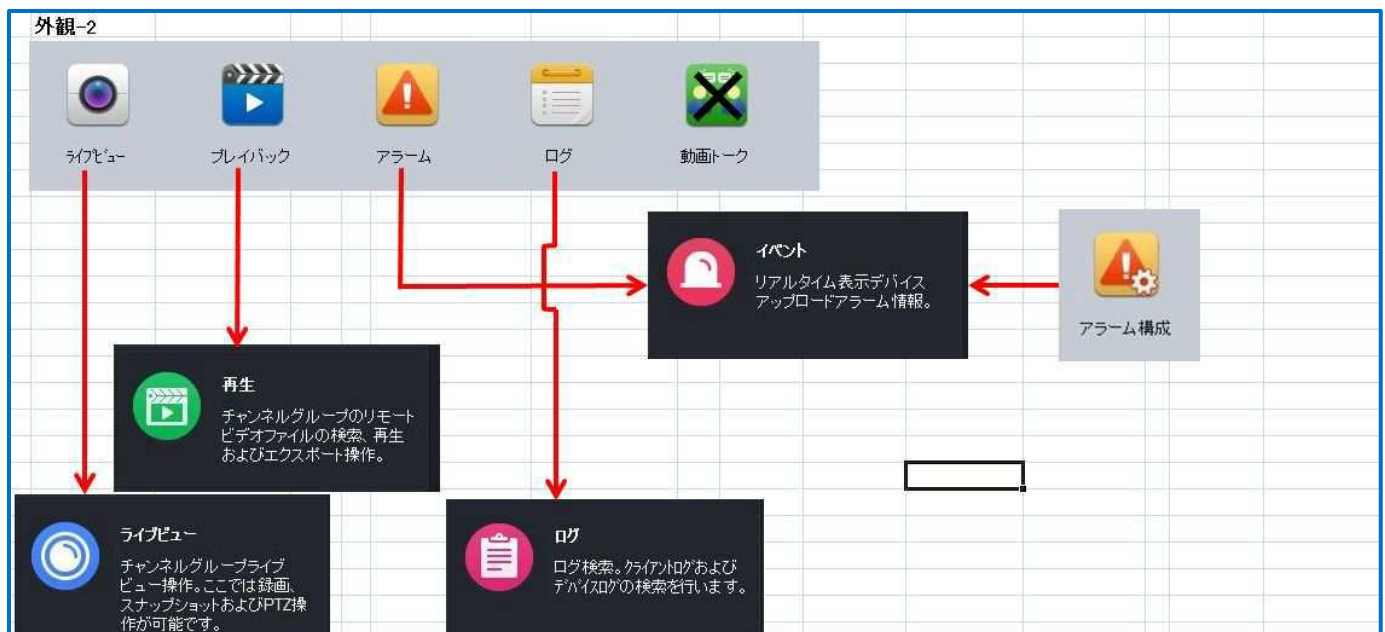 外観-2
ライブビュー
プレイバック
アラーム
ログ
動画トーク
イベント
リアルタイム表示デバイス
アップロードアラーム情報。
アラーム構成
再生
チャンネルグループのリモート
ビデオファイルの検索、再生
およびエクスポート操作。
ライブビュー
チャンネルグループライブ
ビュー操作。ここでは録画、
スナップショットおよびPTZ操
作が可能です。
ログ
ログ検索。クライアントログおよび
デバイスログの検索を行います。